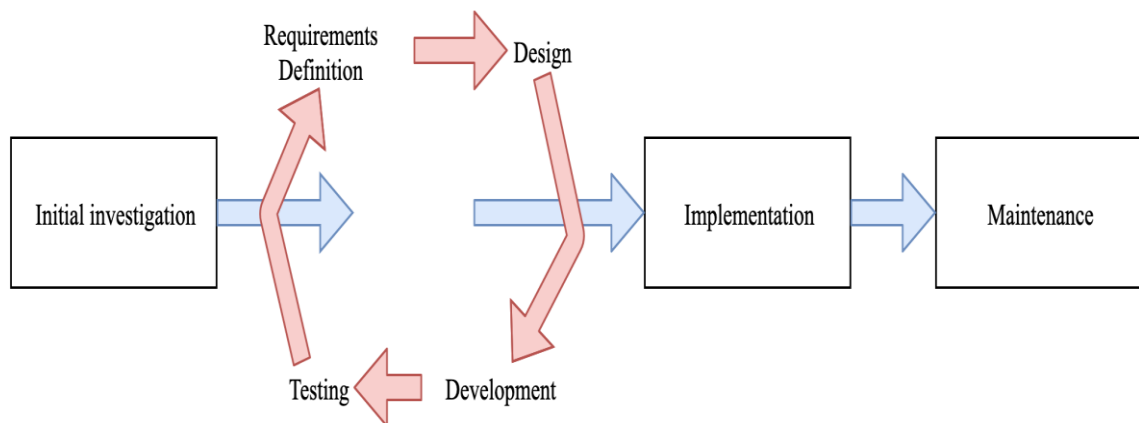 Requirements
Definition
Design
Initial investigation
Implementation
Maintenance
Testing
Development